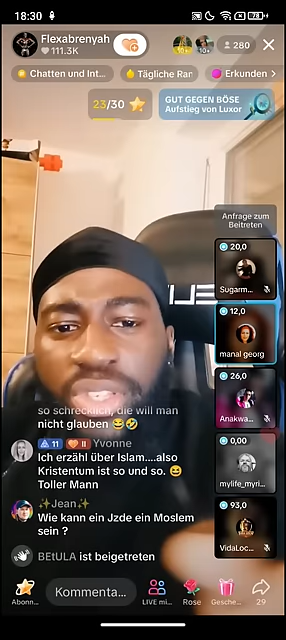 18:30
78
Flexabrenyah
111.3K
10+
10+
280
Chatten und Int...
Tägliche Ran
Erkunden >
23/30
GUT GEGEN BÖSE
Aufstieg von Luxor
Anfrage zum
Beitreten
20,0
Sugarm...
12,0
manal georg
26,0
Anakwa...
0,00
mylife_myri...
93,0
VidaLoc...
so schrecklich, die will man
nicht glauben 😂🤣
11 II Yvonne
Ich erzähl über Islam....also
Kristentum ist so und so. 😆
Toller Mann
✨Jean✨
Wie kann ein Jzde ein Moslem
sein ?
BEtULA ist beigetreten
Abonn...
Kommenta...
LIVE mi...
Rose
Gesche...
29